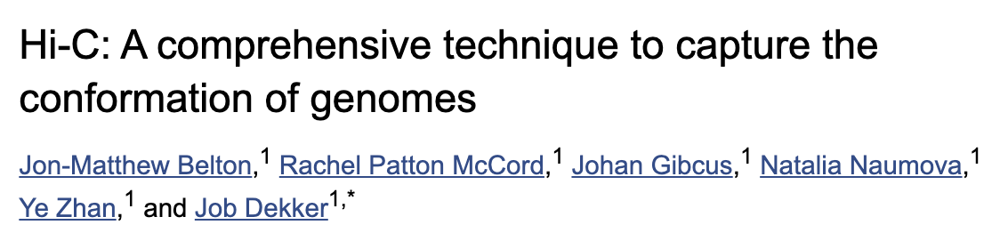 Hi-C: A comprehensive technique to capture the
conformation of genomes
Jon-Matthew Belton,1 Rachel Patton McCord,1 Johan Gibcus,1 Natalia Naumova,1
Ye Zhan,1 and Job Dekker1,*